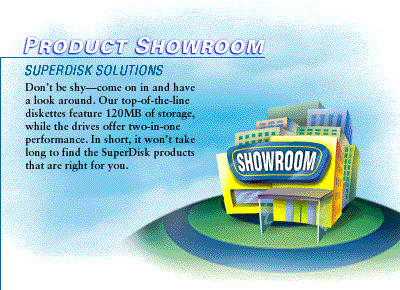 PRODUCT SHOWROOM
SUPERDISK SOLUTIONS
Don't be shy—come on in and have
a look around. Our top-of-the-line
diskettes feature 120MB of storage,
while the drives offer two-in-one
performance. In short, it won't take
long to find the SuperDisk products
that are right for you.
SHOWROOM